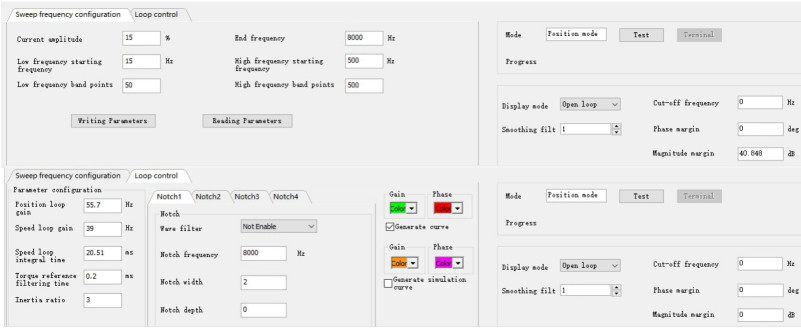 Sweep frequency configuration Loop control
Current amplitude 15 % End frequency 8000 Hz
Low frequency starting frequency 15 Hz High frequency starting frequency 500 Hz
Low frequency band points 50 High frequency band points 500
Writing Parameters Reading Parameters
Mode Position mode Test Terminal
Progress
Display mode Open loop Cut-off frequency 0 Hz
Smoothing filt 1 Phase margin 0 deg
Magnitude margin 40.848 dB
Sweep frequency configuration Loop control
Parameter configuration
Position loop gain 55.7 Hz
Speed loop gain 39 Hz
Speed loop integral time 20.51 ms
Torque reference filtering time 0.2 ms
Inertia ratio 3
Notch1 Notch2 Notch3 Notch4
Notch
Wave filter Not Enable
Notch frequency 8000 Hz
Notch width 2
Notch depth 0
Gain Phase
Color Color
Generate curve
Gain Phase
Color Color
Generate simulation curve
Mode Position mode Test Terminal
Progress
Display mode Open loop Cut-off frequency 0 Hz
Smoothing filt 1 Phase margin 0 deg
Magnitude margin 0 dB